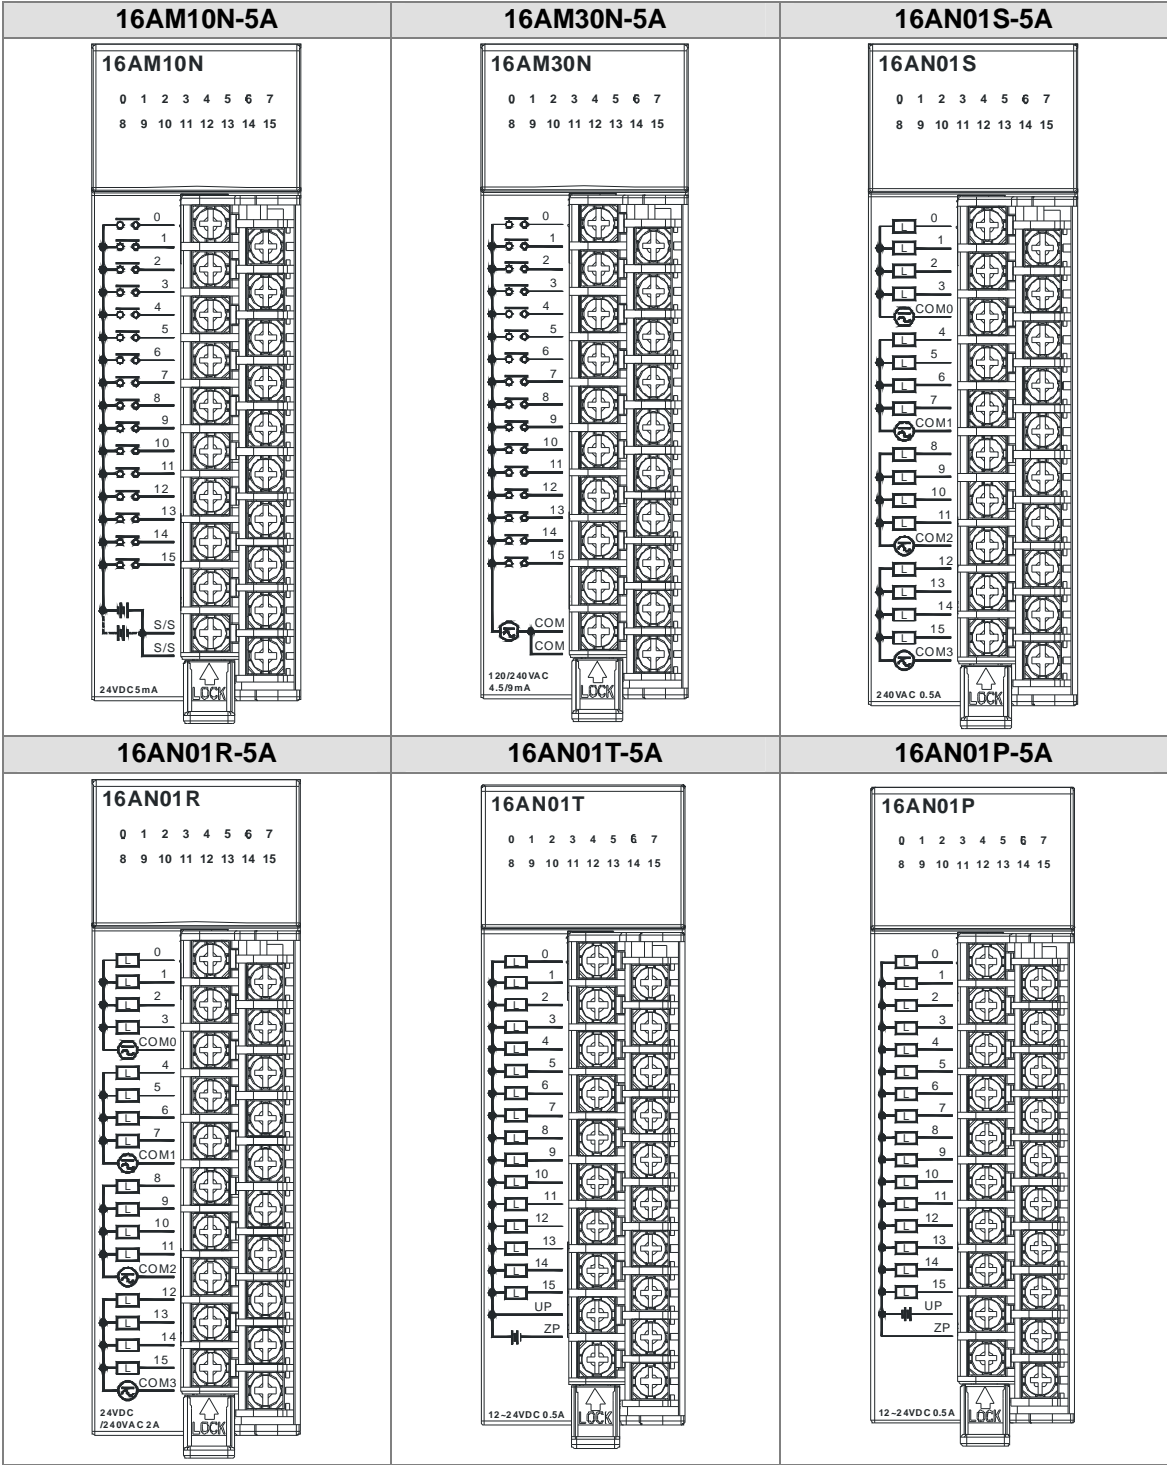 16AM10N-5A
16AM30N-5A
16AN01S-5A
16AM10N
0 1 2 3 4 5 6 7
8 9 10 11 12 13 14 15
0
1
2
3
4
5
6
7
8
9
10
11
12
13
14
15
S/S
S/S
24VDC5mA
LOCK
16AM30N
0 1 2 3 4 5 6 7
8 9 10 11 12 13 14 15
0
1
2
3
4
5
6
7
8
9
10
11
12
13
14
15
COM
COM
120/240VAC
4.5/9mA
LOCK
16AN01S
0 1 2 3 4 5 6 7
8 9 10 11 12 13 14 15
L 0
L 1
L 2
L 3
COM0
L 4
L 5
L 6
L 7
COM1
L 8
L 9
L 10
L 11
COM2
L 12
L 13
L 14
L 15
COM3
240VAC 0.5A
LOCK
16AN01R-5A
16AN01T-5A
16AN01P-5A
16AN01R
0 1 2 3 4 5 6 7
8 9 10 11 12 13 14 15
L 0
L 1
L 2
L 3
COM0
L 4
L 5
L 6
L 7
COM1
L 8
L 9
L 10
L 11
COM2
L 12
L 13
L 14
L 15
COM3
24VDC
/240VAC 2A
LOCK
16AN01T
0 1 2 3 4 5 6 7
8 9 10 11 12 13 14 15
L 0
L 1
L 2
L 3
L 4
L 5
L 6
L 7
L 8
L 9
L 10
L 11
L 12
L 13
L 14
L 15
UP
ZP
12~24VDC 0.5A
LOCK
16AN01P
0 1 2 3 4 5 6 7
8 9 10 11 12 13 14 15
L 0
L 1
L 2
L 3
L 4
L 5
L 6
L 7
L 8
L 9
L 10
L 11
L 12
L 13
L 14
L 15
UP
ZP
12~24VDC 0.5A
LOCK